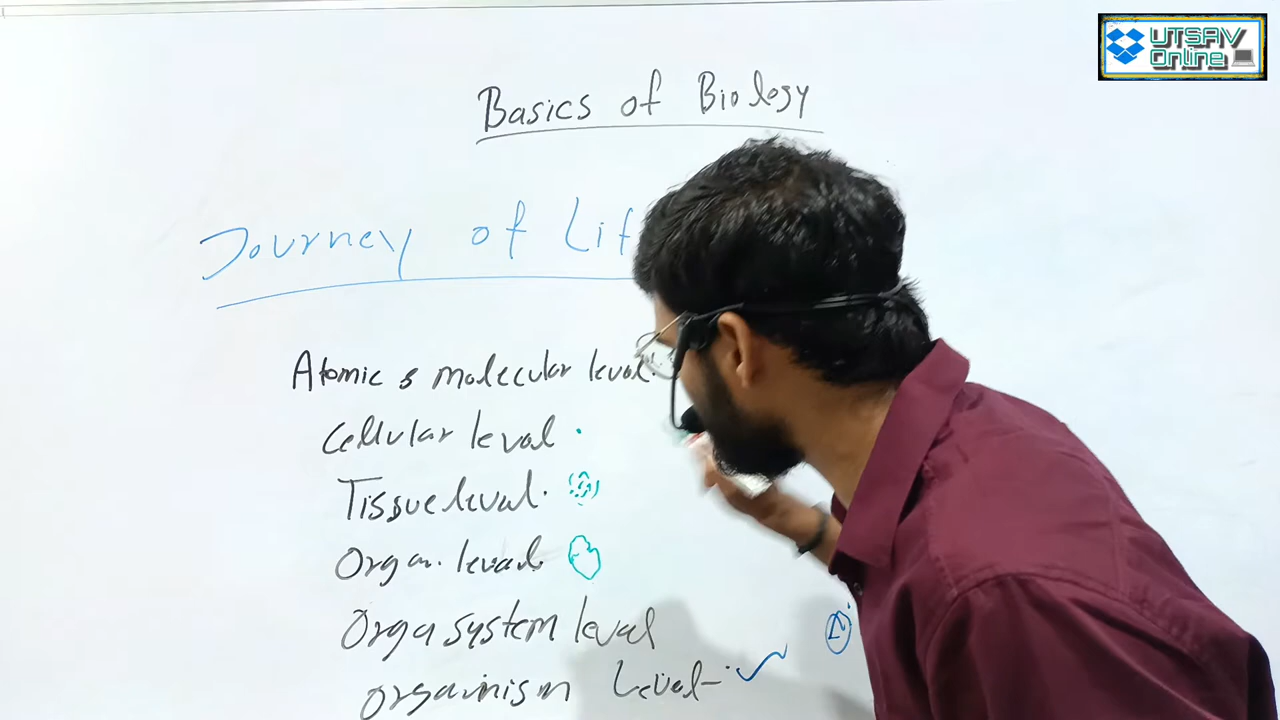 UTSAV
Online
Basics of Biology
Journey of Lif
Atomic & molecular level.
Cellular level
Tissue level.
Organ. level.
Orga system level
organism Level-